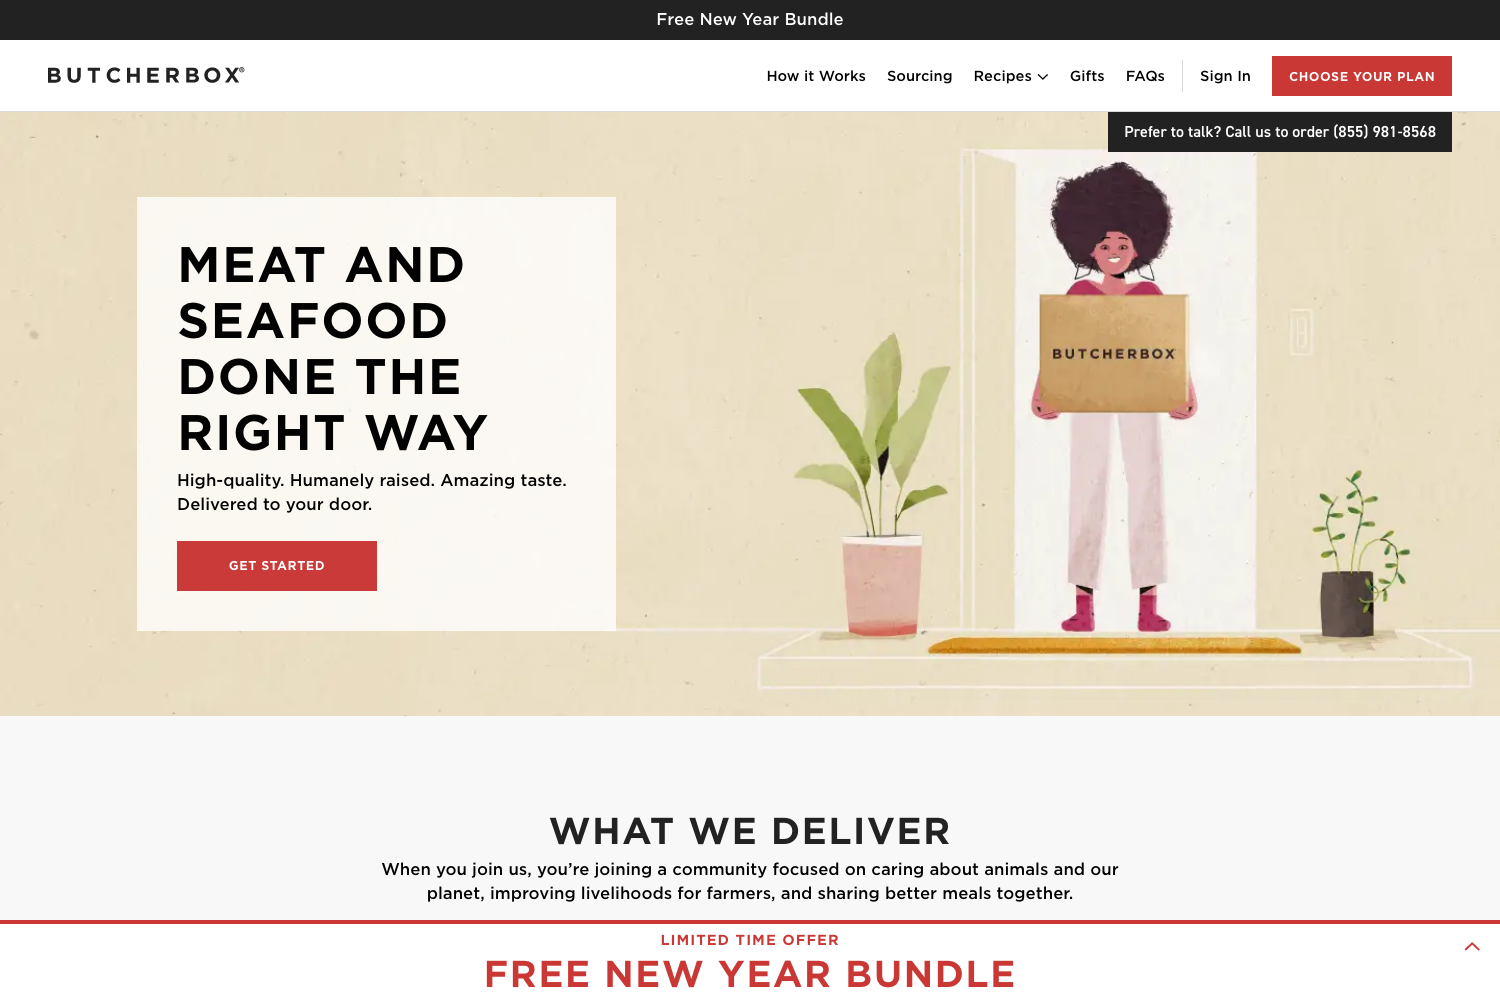 Free New Year Bundle
BUTCHERBOX®
How it Works
Sourcing
Recipes
Gifts
FAQs
Sign In
CHOOSE YOUR PLAN
Prefer to talk? Call us to order (855) 981-8568
MEAT AND
SEAFOOD
DONE THE
RIGHT WAY
High-quality. Humanely raised. Amazing taste.
Delivered to your door.
GET STARTED
BUTCHERBOX
WHAT WE DELIVER
When you join us, you’re joining a community focused on caring about animals and our
planet, improving livelihoods for farmers, and sharing better meals together.
LIMITED TIME OFFER
FREE NEW YEAR BUNDLE